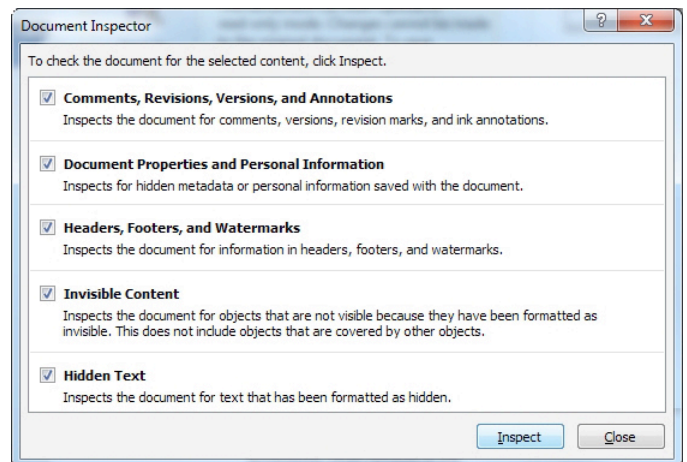 Document Inspector
To check the document for the selected content, click Inspect.
Comments, Revisions, Versions, and Annotations
Inspects the document for comments, versions, revision marks, and ink annotations.
Document Properties and Personal Information
Inspects for hidden metadata or personal information saved with the document.
Headers, Footers, and Watermarks
Inspects the document for information in headers, footers, and watermarks.
Invisible Content
Inspects the document for objects that are not visible because they have been formatted as
invisible. This does not include objects that are covered by other objects.
Hidden Text
Inspects the document for text that has been formatted as hidden.
Inspect Close